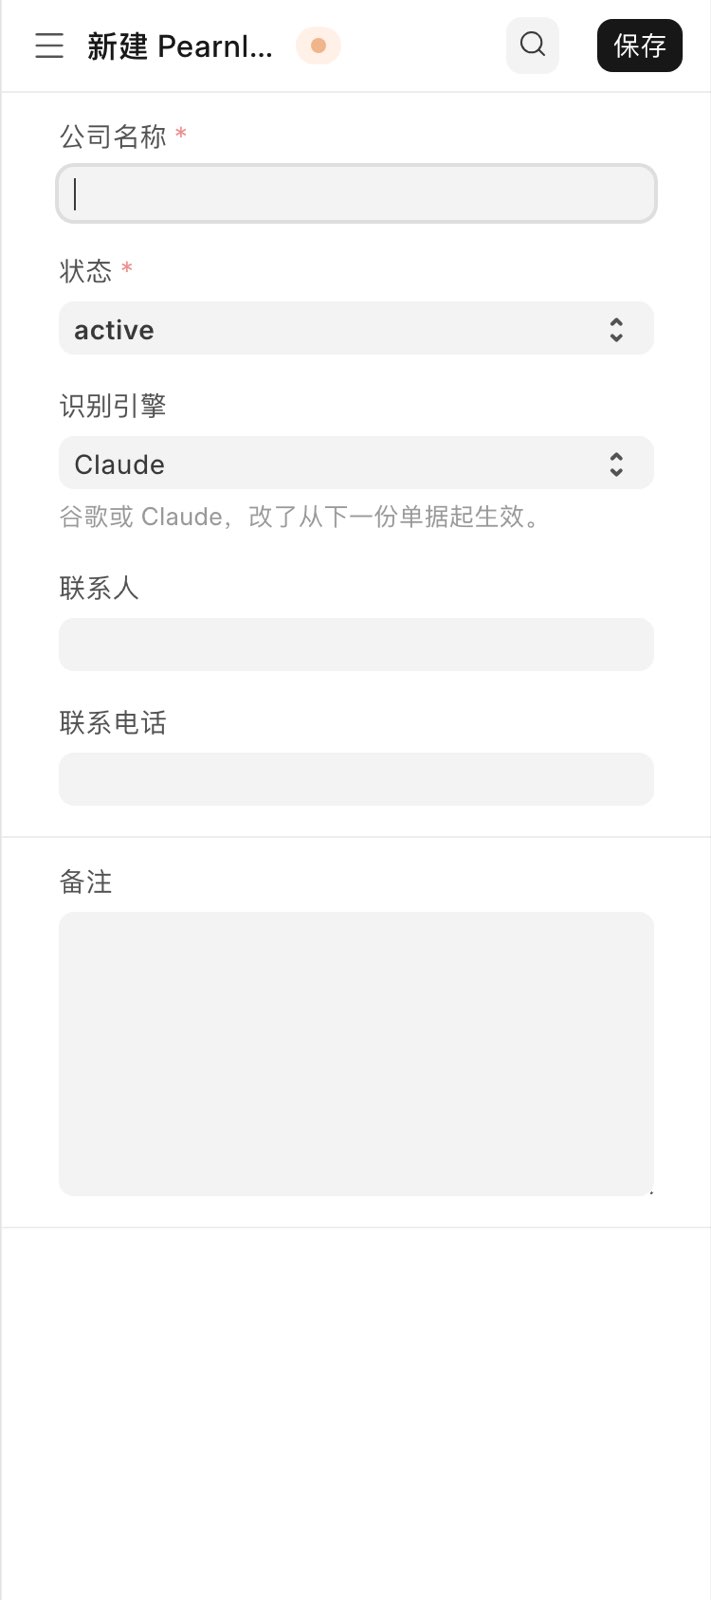 新建 Pearnl...
保存
公司名称 *
状态 *
active
识别引擎
Claude
谷歌或 Claude，改了从下一份单据起生效。
联系人
联系电话
备注